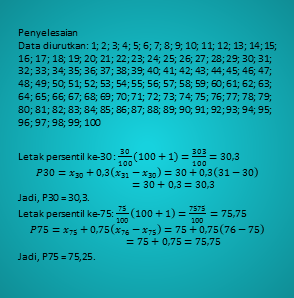 Penyelesaian
Data diurutkan: 1; 2; 3; 4; 5; 6; 7; 8; 9; 10; 11; 12; 13; 14; 15;
16; 17; 18; 19; 20; 21; 22; 23; 24; 25; 26; 27; 28; 29; 30; 31;
32; 33; 34; 35; 36; 37; 38; 39; 40; 41; 42; 43; 44; 45; 46; 47;
48; 49; 50; 51; 52; 53; 54; 55; 56; 57; 58; 59; 60; 61; 62; 63;
64; 65; 66; 67; 68; 69; 70; 71; 72; 73; 74; 75; 76; 77; 78; 79;
80; 81; 82; 83; 84; 85; 86; 87; 88; 89; 90; 91; 92; 93; 94; 95;
96; 97; 98; 99; 100
Letak persentil ke-30: 30/100 (100 + 1) = 303/100 = 30,3
P30 = x₃₀ + 0,3(x₃₁ − x₃₀) = 30 + 0,3(31 − 30)
= 30 + 0,3 = 30,3
Jadi, P30 = 30,3.
Letak persentil ke-75: 75/100 (100 + 1) = 7575/100 = 75,75
P75 = x₇₅ + 0,75(x₇₆ − x₇₅) = 75 + 0,75(76 − 75)
= 75 + 0,75 = 75,75
Jadi, P75 = 75,25.